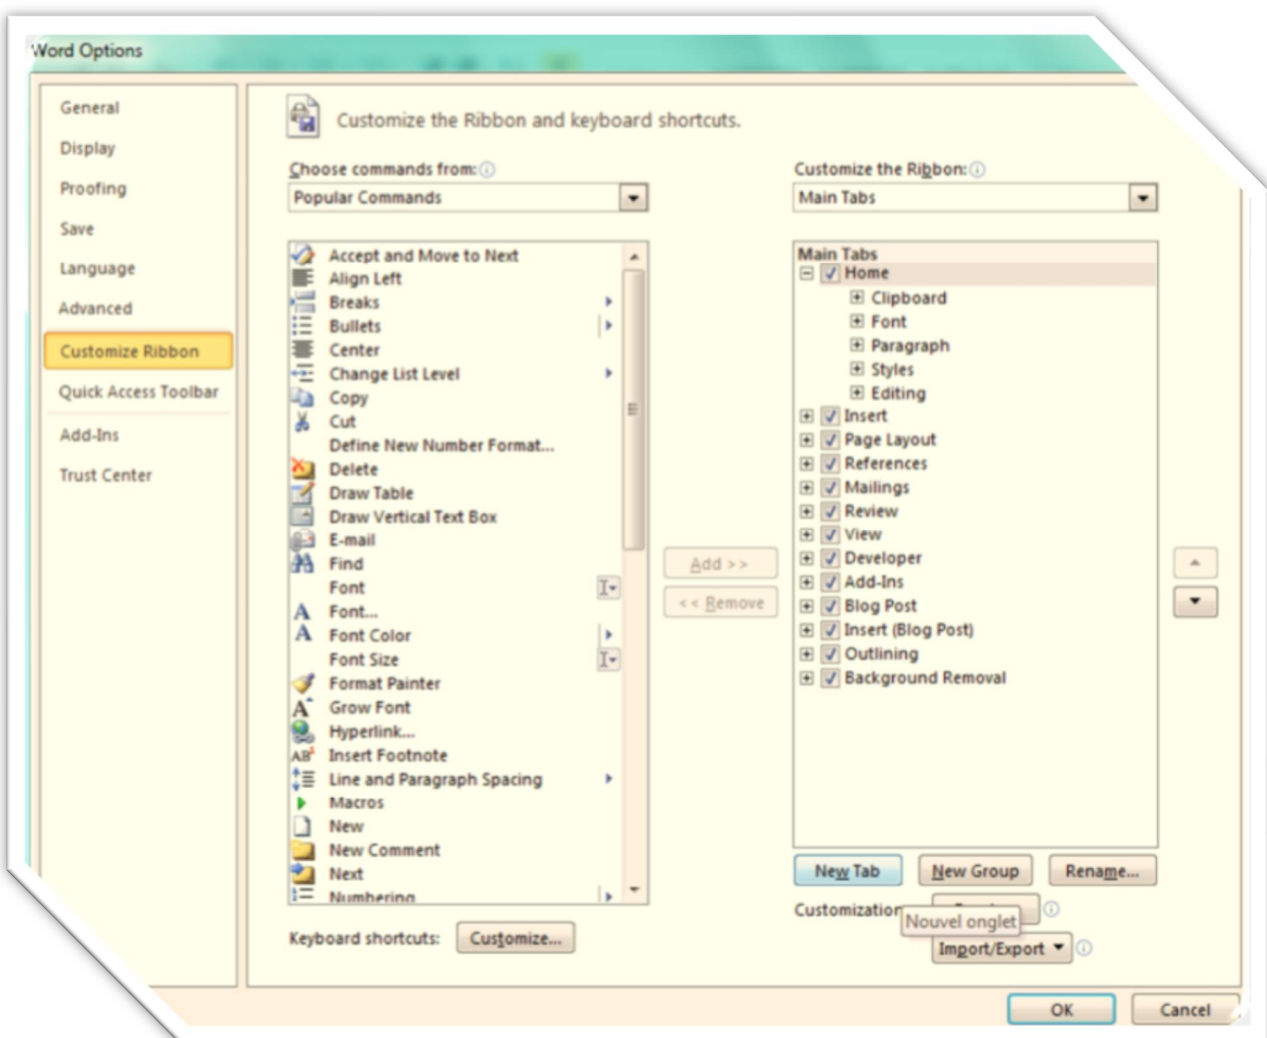 Word Options
General
Display
Proofing
Save
Language
Advanced
Customize Ribbon
Quick Access Toolbar
Add-Ins
Trust Center
Customize the Ribbon and keyboard shortcuts.
Choose commands from:
Popular Commands
Accept and Move to Next
Align Left
Breaks
Bullets
Center
Change List Level
Copy
Cut
Define New Number Format...
Delete
Draw Table
Draw Vertical Text Box
E-mail
Find
Font
Font...
Font Color
Font Size
Format Painter
Grow Font
Hyperlink...
Insert Footnote
Line and Paragraph Spacing
Macros
New
New Comment
Next
Numbering
Keyboard shortcuts: Customize...
Add >>
<< Remove
Customize the Ribbon:
Main Tabs
Main Tabs
Home
Clipboard
Font
Paragraph
Styles
Editing
Insert
Page Layout
References
Mailings
Review
View
Developer
Add-Ins
Blog Post
Insert (Blog Post)
Outlining
Background Removal
New Tab New Group Rename...
Customization
Nouvel onglet
Import/Export
OK Cancel